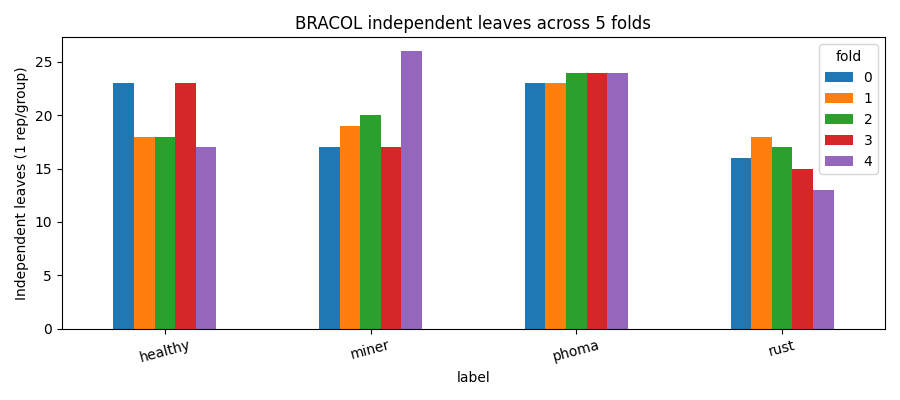 BRACOL independent leaves across 5 folds
Independent leaves (1 rep/group)
25
20
15
10
5
0
fold
0
1
2
3
4
healthy
miner
phoma
rust
label